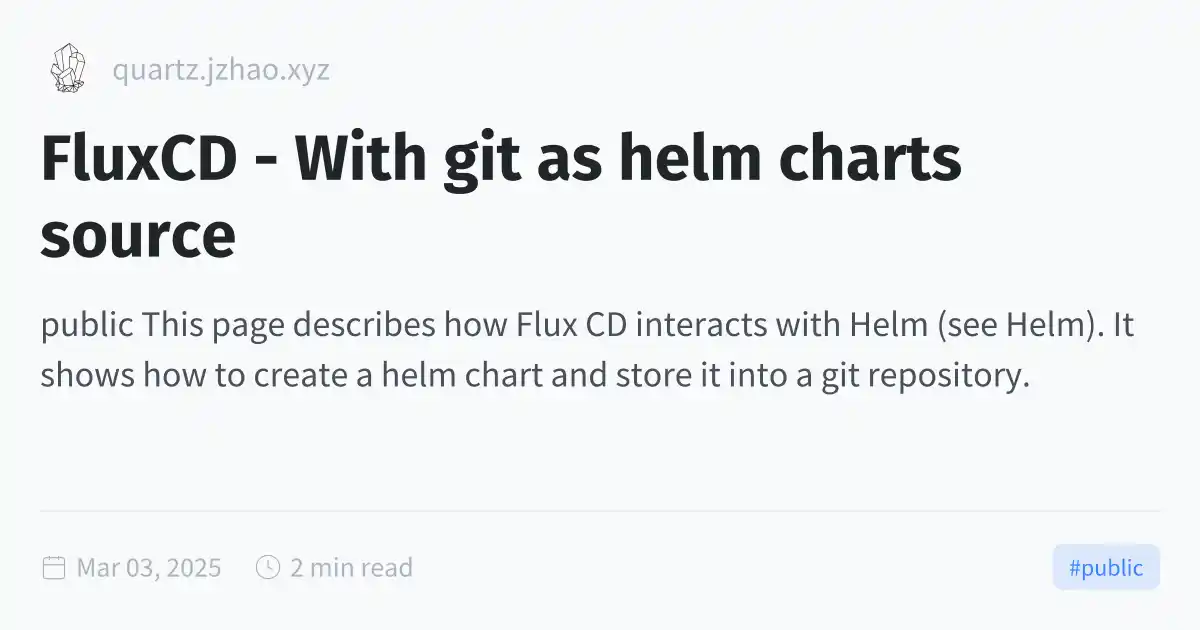 quartz.jzhao.xyz
FluxCD - With git as helm charts
source
public This page describes how Flux CD interacts with Helm (see Helm). It
shows how to create a helm chart and store it into a git repository.
Mar 03, 2025 2 min read #public